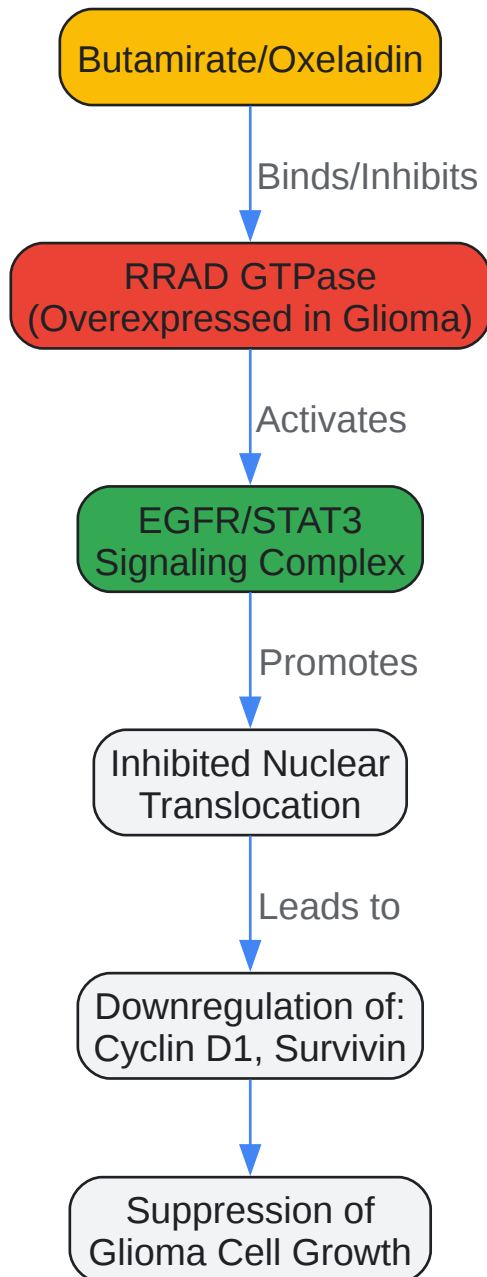 Butamirate/Oxelaidin
Binds/Inhibits
RRAD GTPase
(Overexpressed in Glioma)
Activates
EGFR/STAT3
Signaling Complex
Promotes
Inhibited Nuclear
Translocation
Leads to
Downregulation of:
Cyclin D1, Survivin
Suppression of
Glioma Cell Growth